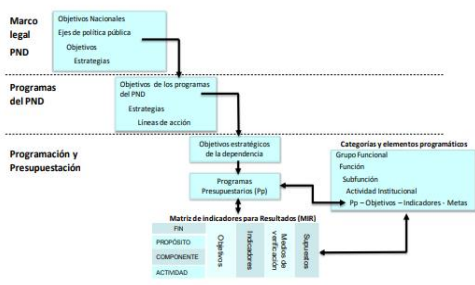 Marco
legal
PND
Objetivos Nacionales
Ejes de política pública
Objetivos
Estrategias
Programas
del PND
Objetivos de los programas
del PND
Estrategias
Líneas de acción
Programación y
Presupuestación
Objetivos estratégicos
de la dependencia
Programas
Presupuestarios (Pp)
Categorías y elementos programáticos
Grupo Funcional
Función
Subfunción
Actividad Institucional
Pp – Objetivos – Indicadores - Metas
Matriz de indicadores para Resultados (MIR)
FIN
PROPÓSITO
COMPONENTE
ACTIVIDAD
Objetivos
Indicadores
Medios de
verificación
Supuestos